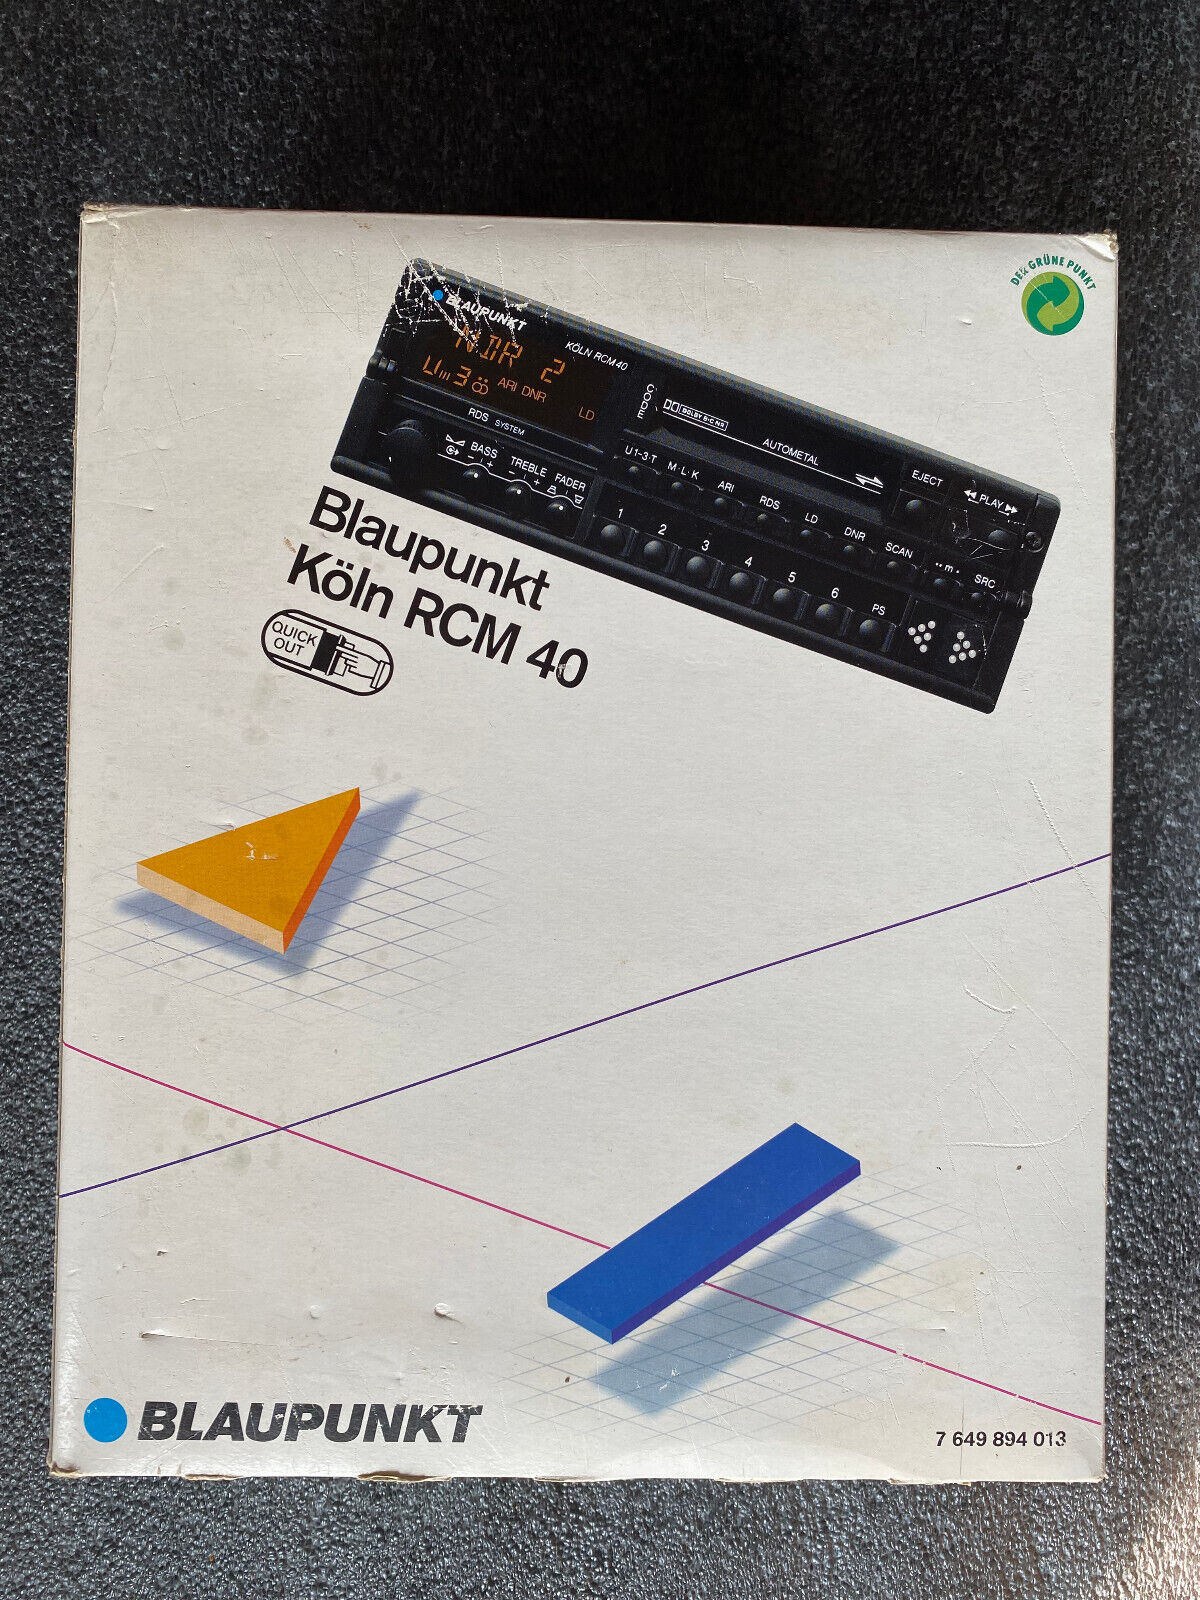 DER GRÜNE PUNKT
BLAUPUNKT
KÖLN RCM 40
NDR 2
U 3 ARI DNR LD
RDS SYSTEM
BASS
TREBLE
FADER
CODE
DOLBY B·C NR
AUTOMETAL
EJECT
PLAY
U1-3·T M·L·K ARI RDS LD DNR SCAN ··m· SRC
1 2 3 4 5 6 PS
Blaupunkt
Köln RCM 40
QUICK
OUT
BLAUPUNKT
7 649 894 013